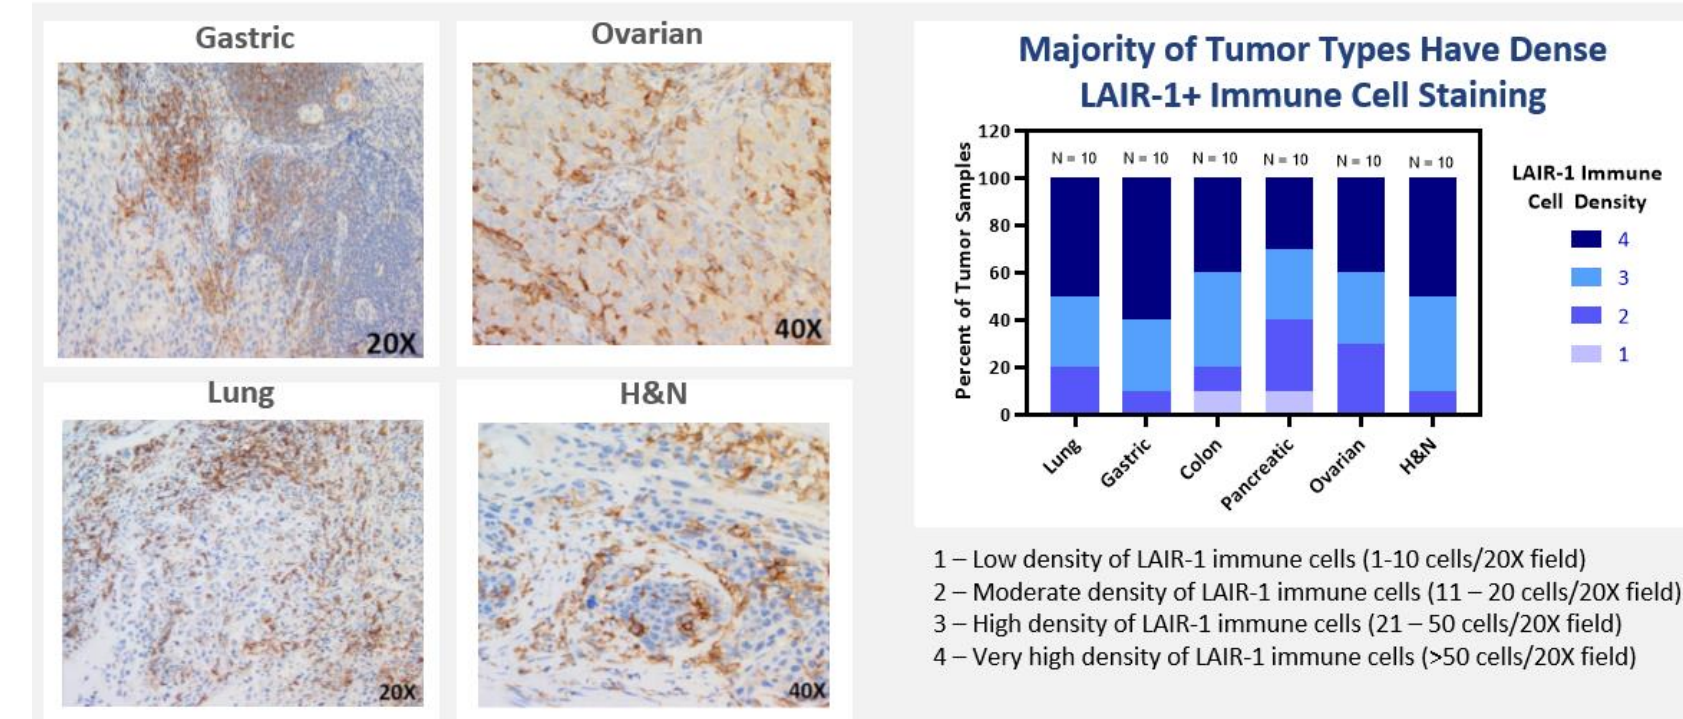 Gastric
20X
Ovarian
40X
Lung
20X
H&N
40X
Majority of Tumor Types Have Dense
LAIR-1+ Immune Cell Staining
Percent of Tumor Samples
120
100
80
60
40
20
0
N = 10 N = 10 N = 10 N = 10 N = 10 N = 10
Lung Gastric Colon Pancreatic Ovarian H&N
LAIR-1 Immune
Cell Density
4
3
2
1
1 – Low density of LAIR-1 immune cells (1-10 cells/20X field)
2 – Moderate density of LAIR-1 immune cells (11 – 20 cells/20X field)
3 – High density of LAIR-1 immune cells (21 – 50 cells/20X field)
4 – Very high density of LAIR-1 immune cells (>50 cells/20X field)